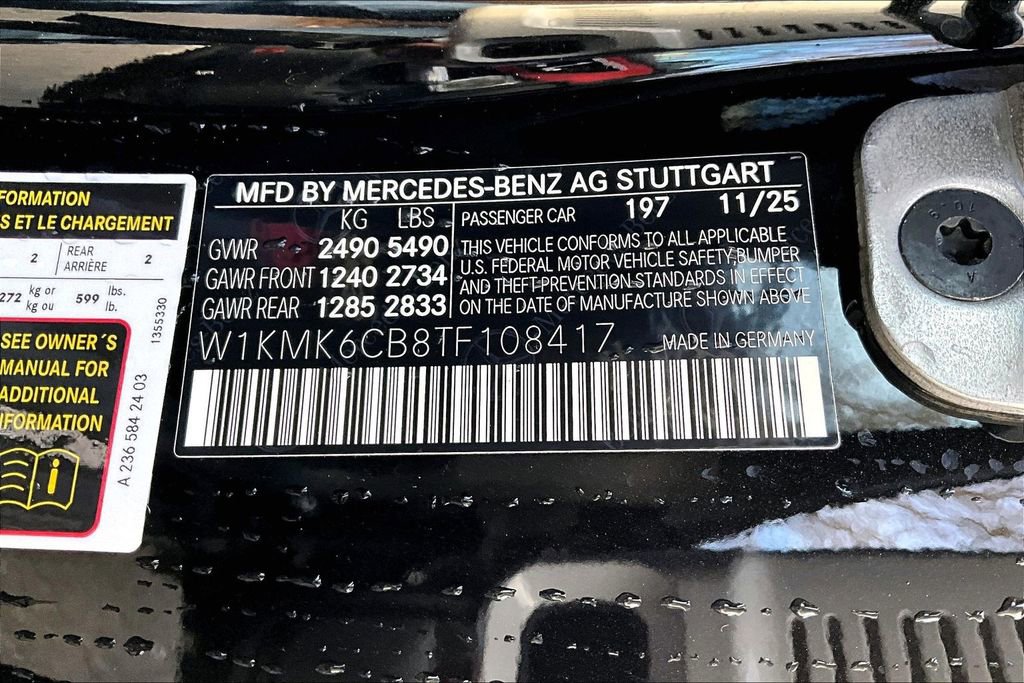 FORMATION
S ET LE CHARGEMENT
2 REAR ARRIÈRE 2
272 kg or kg ou 599 lbs. lb.
SEE OWNER´S
MANUAL FOR
ADDITIONAL
INFORMATION
i
1355330
A 236 584 24 03
MFD BY MERCEDES-BENZ AG STUTTGART
KG LBS
GVWR 2490 5490
GAWR FRONT 1240 2734
GAWR REAR 1285 2833
PASSENGER CAR 197 11/25
THIS VEHICLE CONFORMS TO ALL APPLICABLE
U.S. FEDERAL MOTOR VEHICLE SAFETY,BUMPER
AND THEFT-PREVENTION STANDARDS IN EFFECT
ON THE DATE OF MANUFACTURE SHOWN ABOVE
W1KMK6CB8TF108417 MADE IN GERMANY
A